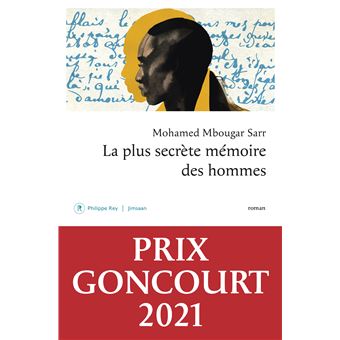 Mohamed Mbougar Sarr
La plus secrète mémoire
des hommes
Philippe Rey | Jimsaan
roman
PRIX
GONCOURT
2021